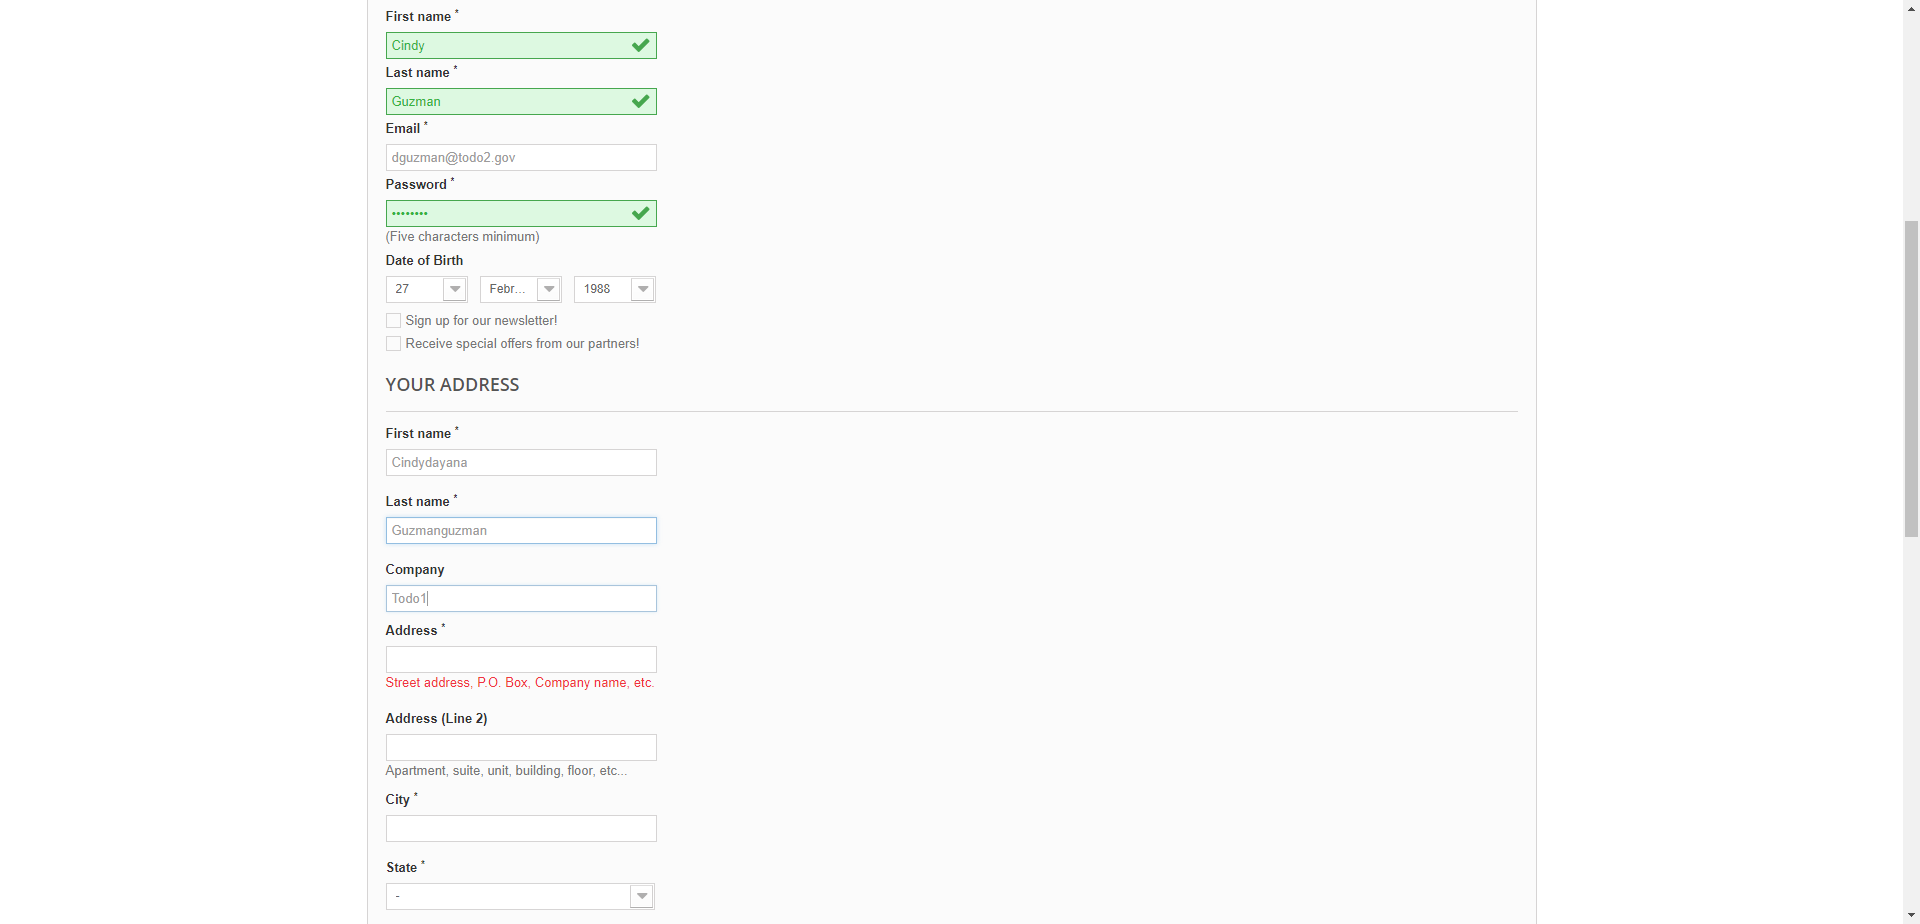 First name *
Cindy
Last name *
Guzman
Email *
dguzman@todo2.gov
Password *
••••••••
(Five characters minimum)
Date of Birth
27 Febr... 1988
Sign up for our newsletter!
Receive special offers from our partners!
YOUR ADDRESS
First name *
Cindydayana
Last name *
Guzmanguzman
Company
Todo1
Address *
Street address, P.O. Box, Company name, etc.
Address (Line 2)
Apartment, suite, unit, building, floor, etc...
City *
State *
-